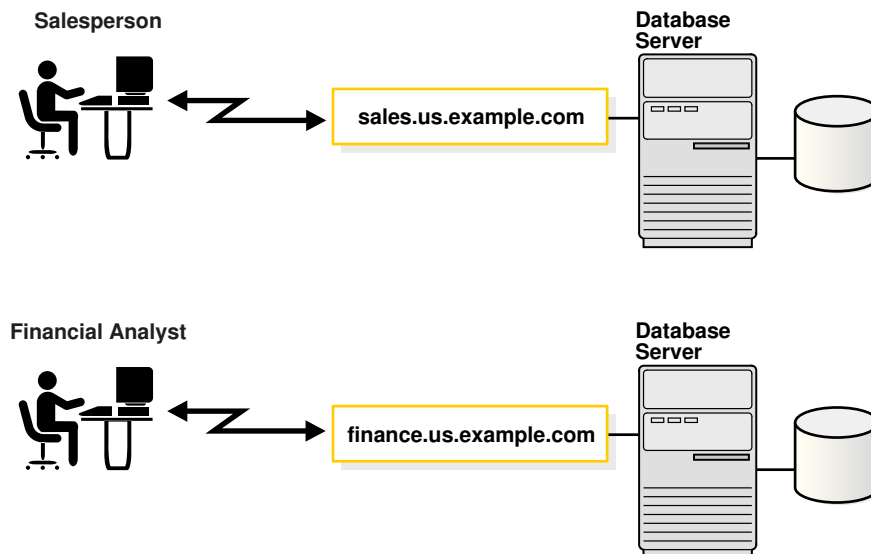 Salesperson
Database
Server
sales.us.example.com
Financial Analyst
Database
Server
finance.us.example.com